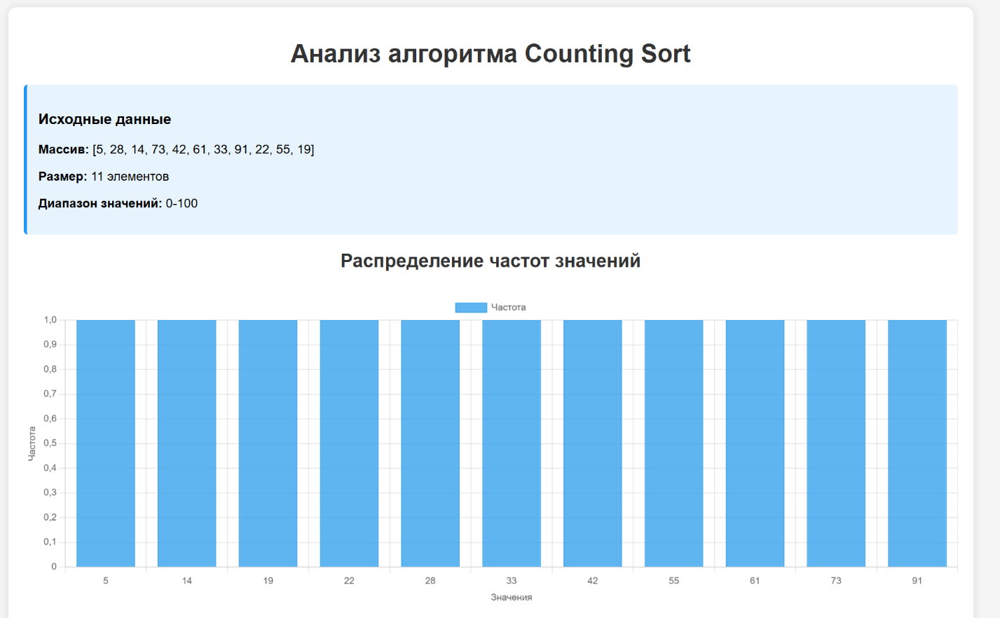 Анализ алгоритма Counting Sort
Исходные данные
Массив: [5, 28, 14, 73, 42, 61, 33, 91, 22, 55, 19]
Размер: 11 элементов
Диапазон значений: 0-100
Распределение частот значений
Частота
1,0
0,9
0,8
0,7
0,6
0,5
0,4
0,3
0,2
0,1
0
Частота
5 14 19 22 28 33 42 55 61 73 91
Значения